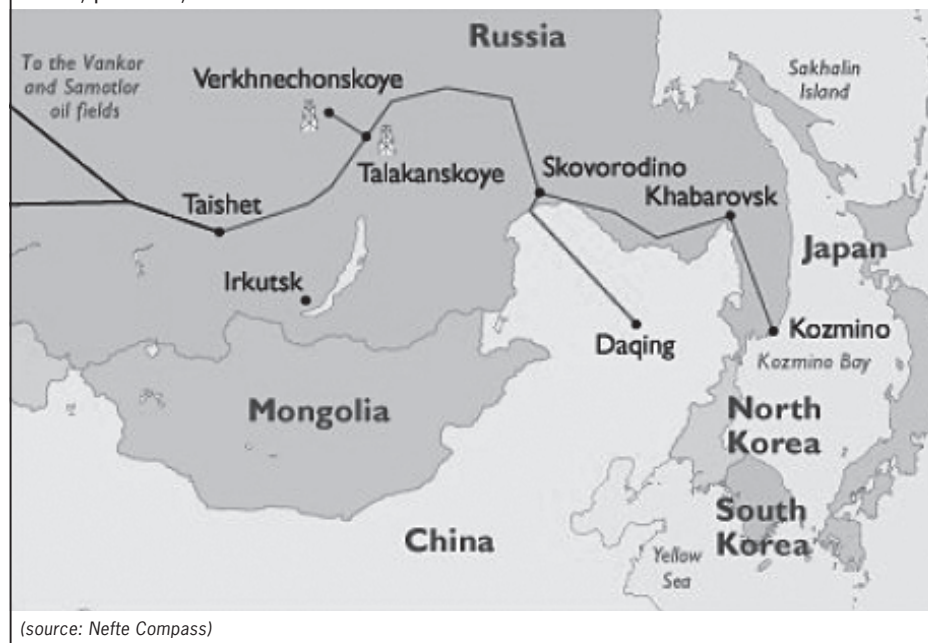 Russia
To the Vankor
and Samotlor
oil fields
Verkhnechonskoye
Sakhalin
Island
Talakanskoye
Skovorodino
Khabarovsk
Taishet
Japan
Irkutsk
Kozmino
Daqing
Kozmino Bay
Mongolia
North
Korea
South
Korea
China
Yellow
Sea
(source: Nefte Compass)